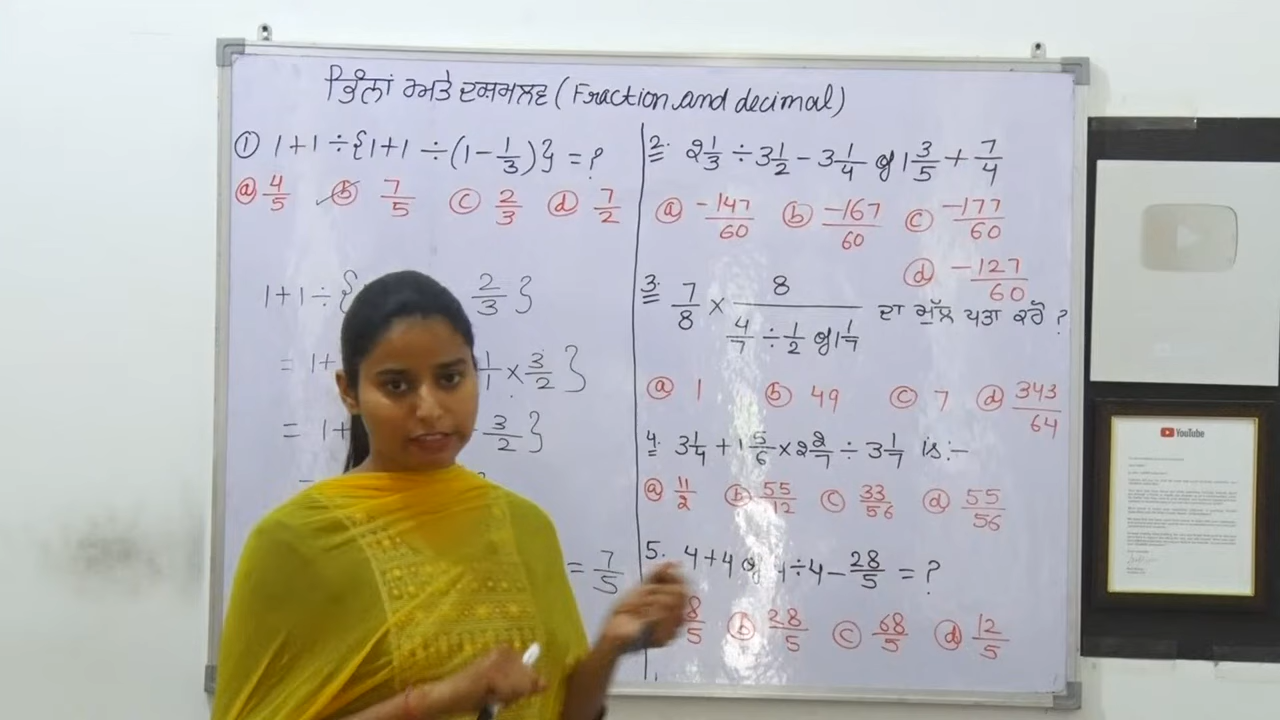 ਭਿੰਨਾਂ ਅਤੇ ਦਸ਼ਮਲਵ (Fraction and decimal)
① 1+1÷{1+1÷(1-1/3)} = ?
ⓐ 4/5 ⓑ 7/5 ⓒ 2/3 ⓓ 7/2
1+1÷{ 2/3 }
= 1+ 1/1 × 3/2 }
= 1+ 3/2 }
= 7/5
2. 2 1/3 ÷ 3 1/2 - 3 1/4 of 1 3/5 + 7/4
ⓐ -147/60 ⓑ -167/60 ⓒ -177/60
ⓓ -127/60
3. 7/8 × 8/(4/7 ÷ 1/2 of 1 1/7) ਦਾ ਮੁੱਲ ਪਤਾ ਕਰੋ ?
ⓐ 1 ⓑ 49 ⓒ 7 ⓓ 343/64
4. 3 1/4 + 1 5/6 × 2 2/7 ÷ 3 1/7 is:-
ⓐ 11/2 ⓑ 55/12 ⓒ 33/56 ⓓ 55/56
5. 4+4 of ÷4 - 28/5 = ?
8/5 ⓑ 28/5 ⓒ 68/5 ⓓ 12/5
YouTube